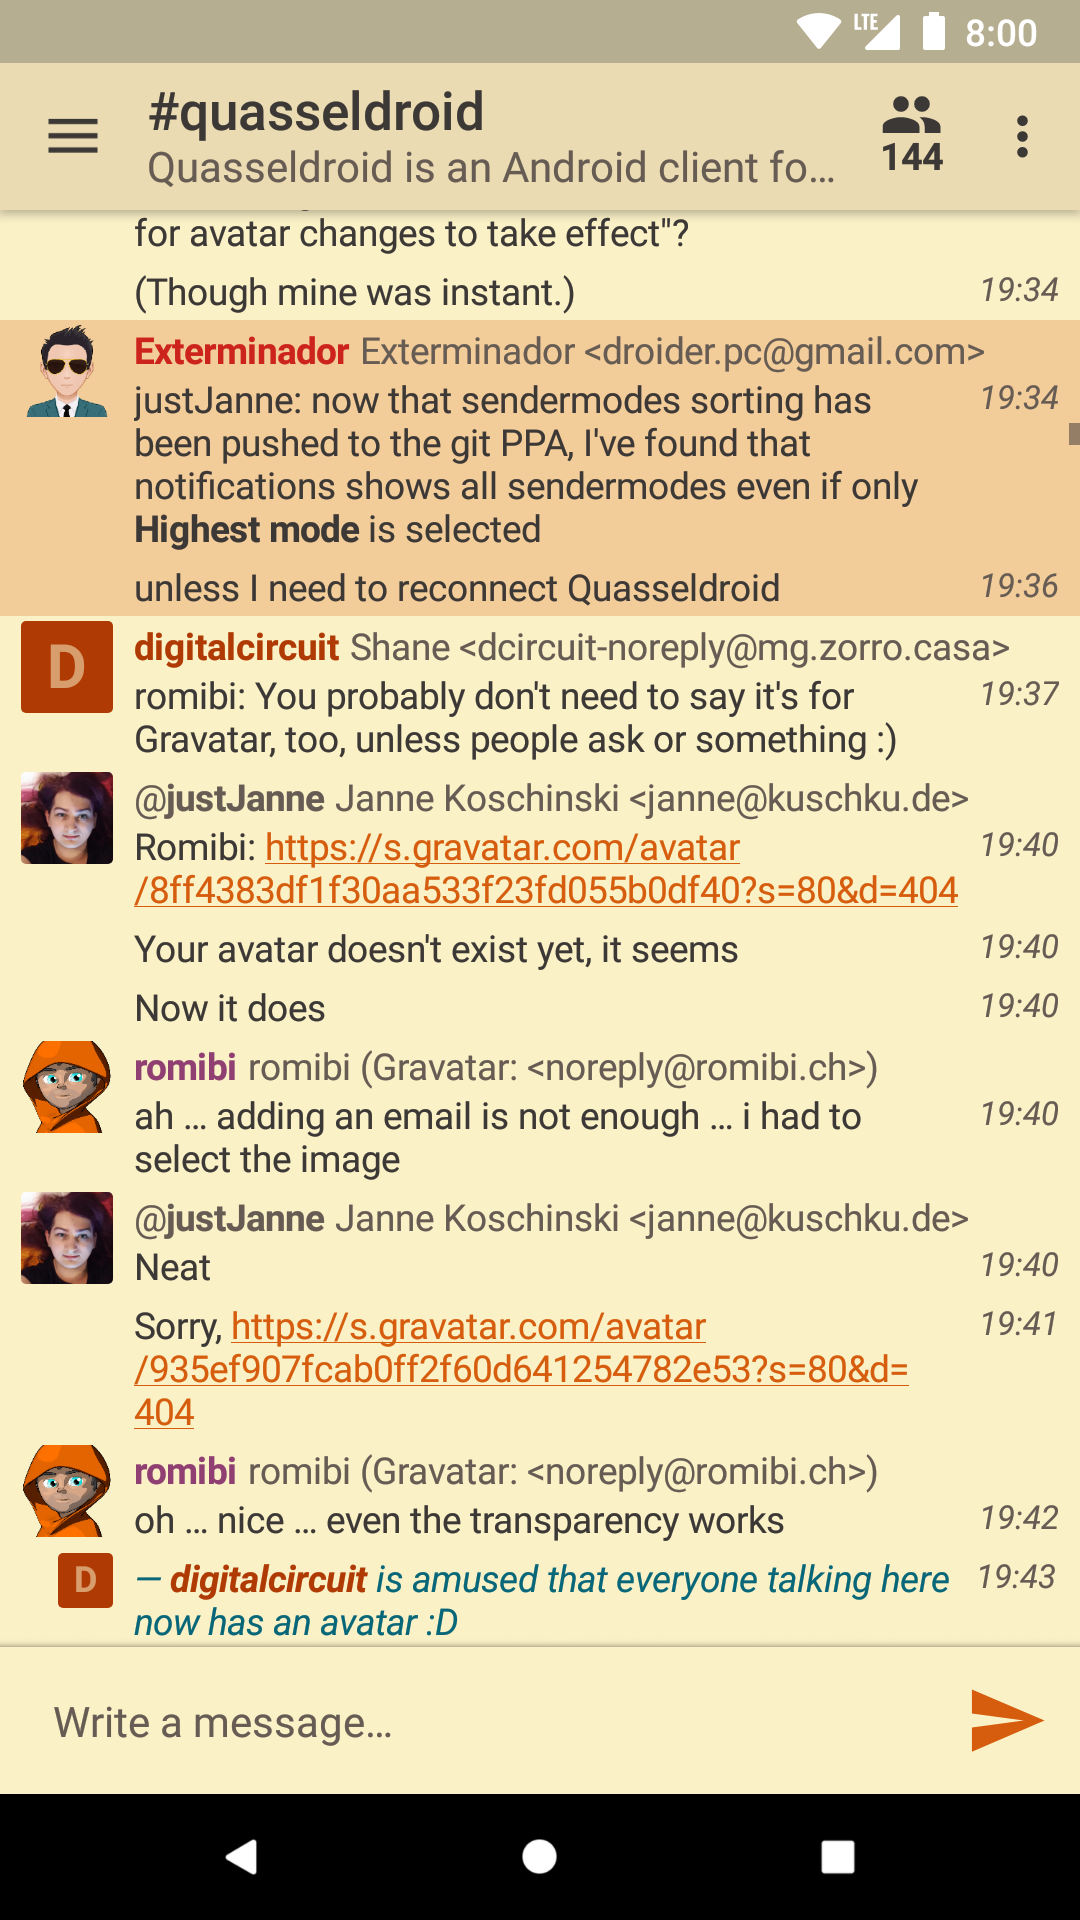 LTE 8:00
#quasseldroid
Quasseldroid is an Android client fo…
144
for avatar changes to take effect"?
(Though mine was instant.) 19:34
Exterminador Exterminador <droider.pc@gmail.com>
justJanne: now that sendermodes sorting has 19:34
been pushed to the git PPA, I've found that
notifications shows all sendermodes even if only
Highest mode is selected
unless I need to reconnect Quasseldroid 19:36
D digitalcircuit Shane <dcircuit-noreply@mg.zorro.casa>
romibi: You probably don't need to say it's for 19:37
Gravatar, too, unless people ask or something :)
@justJanne Janne Koschinski <janne@kuschku.de>
Romibi: https://s.gravatar.com/avatar 19:40
/8ff4383df1f30aa533f23fd055b0df40?s=80&d=404
Your avatar doesn't exist yet, it seems 19:40
Now it does 19:40
romibi romibi (Gravatar: <noreply@romibi.ch>)
ah … adding an email is not enough … i had to 19:40
select the image
@justJanne Janne Koschinski <janne@kuschku.de>
Neat 19:40
Sorry, https://s.gravatar.com/avatar 19:41
/935ef907fcab0ff2f60d641254782e53?s=80&d=
404
romibi romibi (Gravatar: <noreply@romibi.ch>)
oh … nice … even the transparency works 19:42
D — digitalcircuit is amused that everyone talking here 19:43
now has an avatar :D
Write a message…